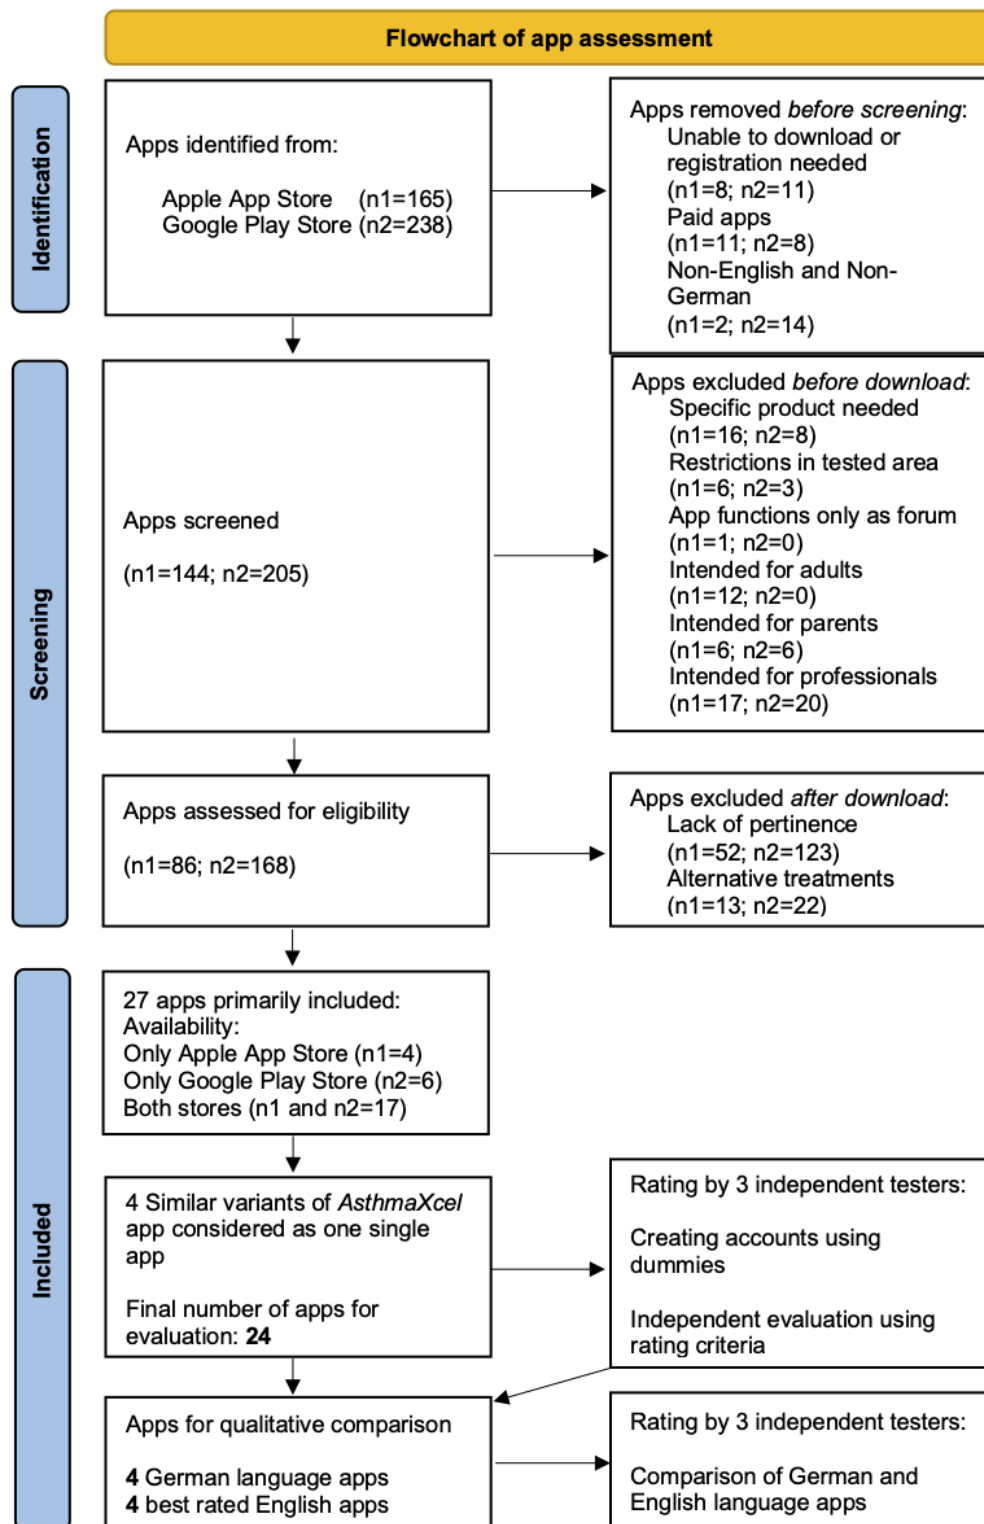 Flowchart of app assessment
Identification
Apps identified from:
Apple App Store (n1=165)
Google Play Store (n2=238)
Apps removed before screening:
Unable to download or
registration needed
(n1=8; n2=11)
Paid apps
(n1=11; n2=8)
Non-English and Non-
German
(n1=2; n2=14)
Screening
Apps screened
(n1=144; n2=205)
Apps excluded before download:
Specific product needed
(n1=16; n2=8)
Restrictions in tested area
(n1=6; n2=3)
App functions only as forum
(n1=1; n2=0)
Intended for adults
(n1=12; n2=0)
Intended for parents
(n1=6; n2=6)
Intended for professionals
(n1=17; n2=20)
Apps assessed for eligibility
(n1=86; n2=168)
Apps excluded after download:
Lack of pertinence
(n1=52; n2=123)
Alternative treatments
(n1=13; n2=22)
Included
27 apps primarily included:
Availability:
Only Apple App Store (n1=4)
Only Google Play Store (n2=6)
Both stores (n1 and n2=17)
4 Similar variants of AsthmaXcel
app considered as one single
app
Final number of apps for
evaluation: 24
Rating by 3 independent testers:
Creating accounts using
dummies
Independent evaluation using
rating criteria
Apps for qualitative comparison
4 German language apps
4 best rated English apps
Rating by 3 independent testers:
Comparison of German and
English language apps